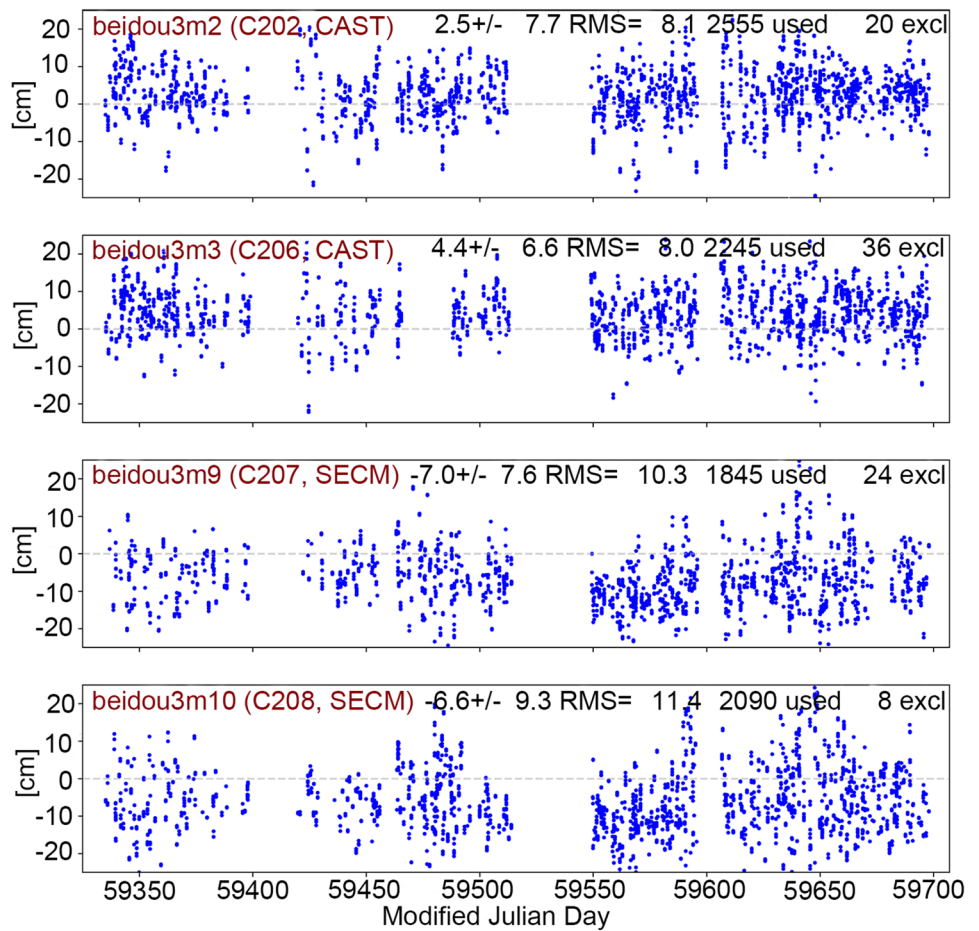 beidou3m2 (C202, CAST) 2.5+/- 7.7 RMS= 8.1 2555 used 20 excl
20
10
0
-10
-20
[cm]
beidou3m3 (C206, CAST) 4.4+/- 6.6 RMS= 8.0 2245 used 36 excl
20
10
0
-10
-20
[cm]
beidou3m9 (C207, SECM) -7.0+/- 7.6 RMS= 10.3 1845 used 24 excl
20
10
0
-10
-20
[cm]
beidou3m10 (C208, SECM) -6.6+/- 9.3 RMS= 11.4 2090 used 8 excl
20
10
0
-10
-20
[cm]
59350 59400 59450 59500 59550 59600 59650 59700
Modified Julian Day